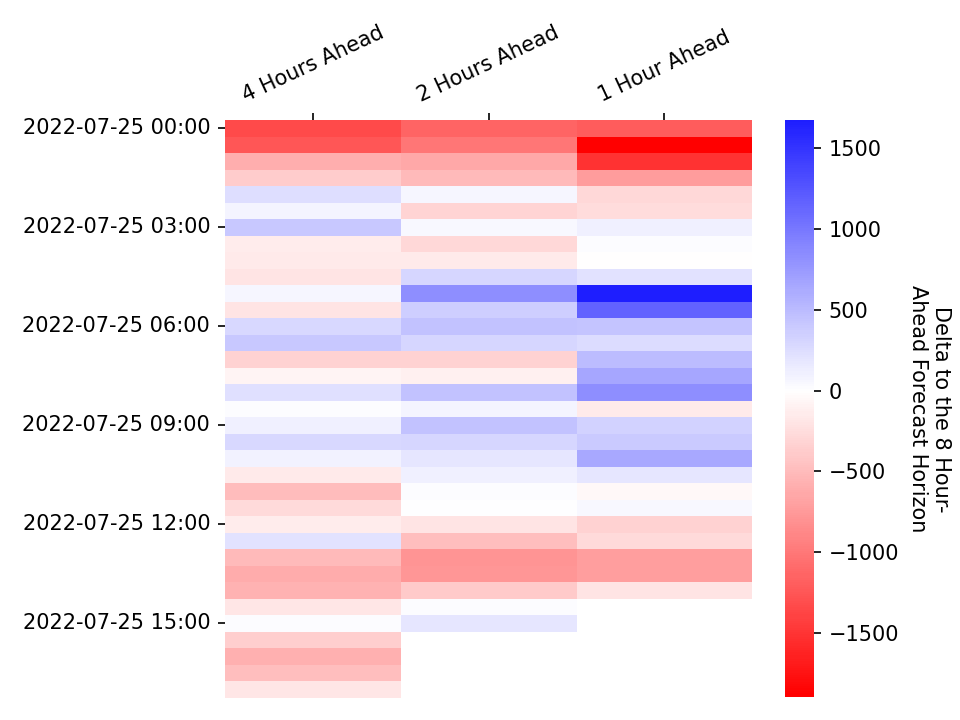 4 Hours Ahead
2 Hours Ahead
1 Hour Ahead
2022-07-25 00:00
2022-07-25 03:00
2022-07-25 06:00
2022-07-25 09:00
2022-07-25 12:00
2022-07-25 15:00
1500
1000
500
0
−500
−1000
−1500
Delta to the 8 Hour-
Ahead Forecast Horizon